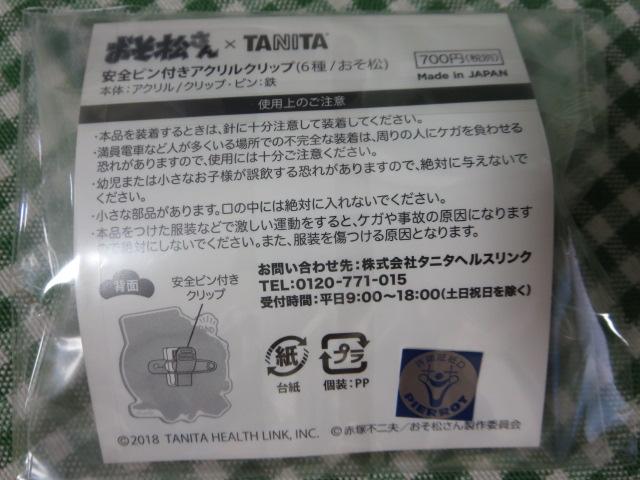 おそ松さん × TANITA
700円(税別)
安全ピン付きアクリルクリップ(6種/おそ松)
Made in JAPAN
本体:アクリル/クリップ・ピン:鉄
使用上のご注意
・本品を装着するときは、針に十分注意して装着してください。
・満員電車など人が多くいる場所での不完全な装着は、周りの人にケガを負わせる
恐れがありますので、使用には十分ご注意ください。
・幼児または小さなお子様が誤飲する恐れがありますので、絶対に与えないで
ください。
・小さな部品があります。口の中には絶対に入れないでください。
・本品をつけた服装などで激しい運動をすると、ケガや事故の原因になります
ので絶対にしないでください。また、服装を傷つける原因となります。
背面
安全ピン付き
クリップ
お問い合わせ先:株式会社タニタヘルスリンク
TEL:0120-771-015
受付時間:平日9:00〜18:00(土日祝日を除く)
紙
台紙
プラ
個装:PP
許諾証紙
PIERROT
©2018 TANITA HEALTH LINK, INC. ©赤塚不二夫/おそ松さん製作委員会